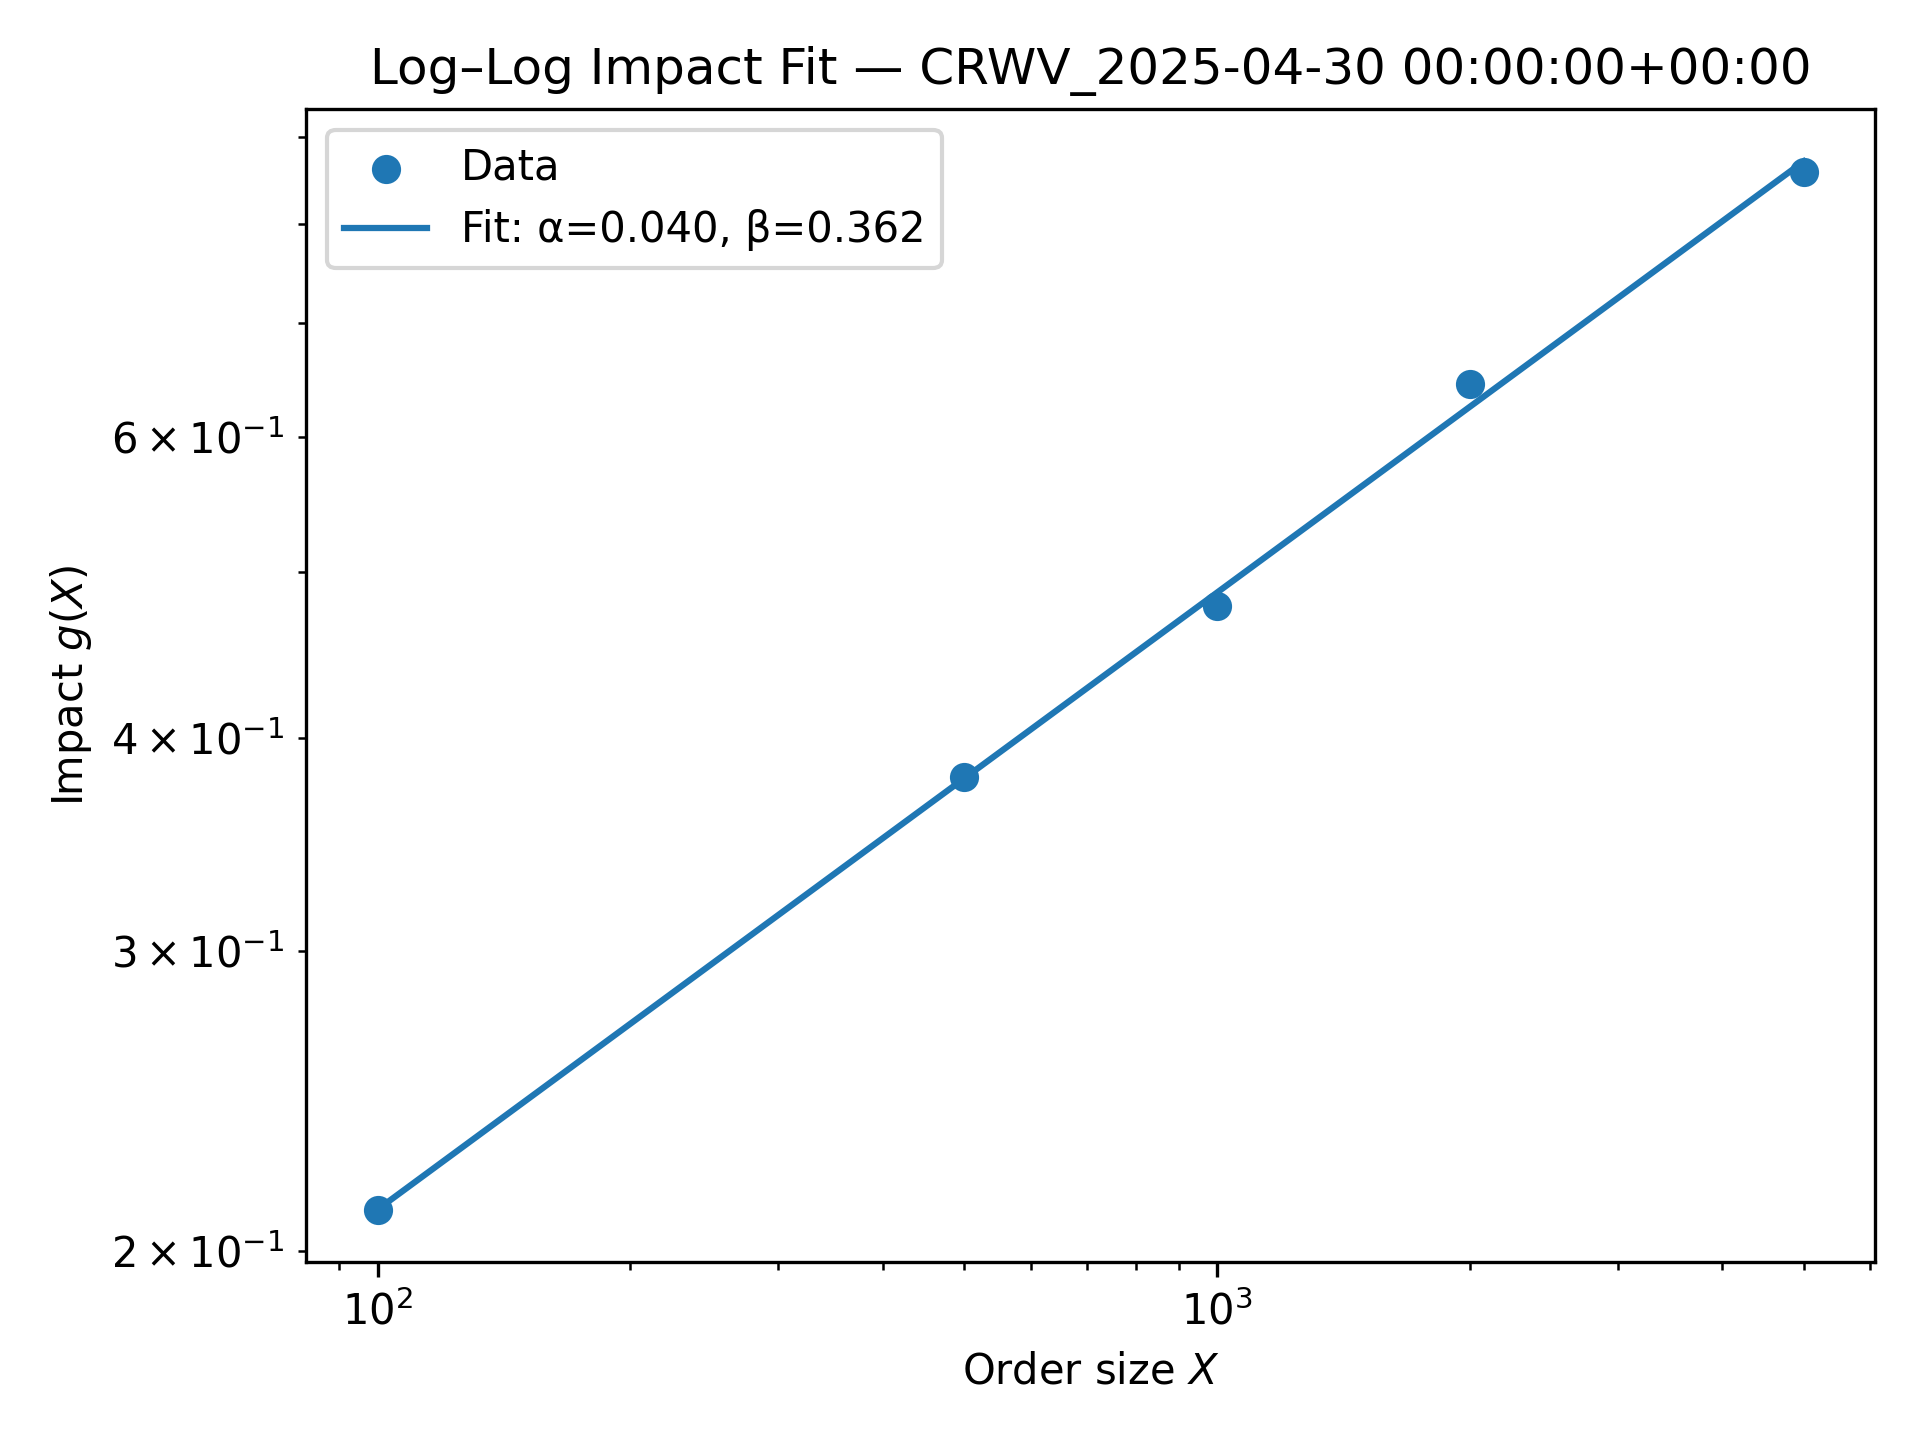 Log–Log Impact Fit — CRWV_2025-04-30 00:00:00+00:00
Data
Fit: α=0.040, β=0.362
Impact g(X)
6 × 10⁻¹
4 × 10⁻¹
3 × 10⁻¹
2 × 10⁻¹
10² 10³
Order size X